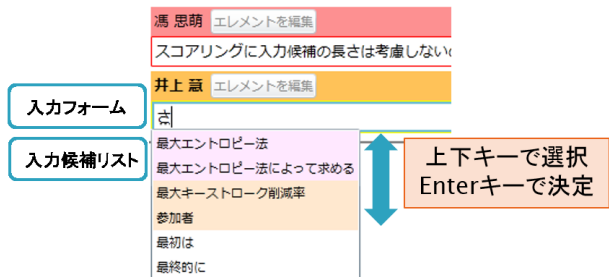 馮 思萌 エレメントを編集
スコアリングに入力候補の長さは考慮しない
井上 慧 エレメントを編集
入力フォーム
さ
入力候補リスト
最大エントロピー法
最大エントロピー法によって求める
最大キーストローク削減率
参加者
最初は
最終的に
上下キーで選択
Enterキーで決定